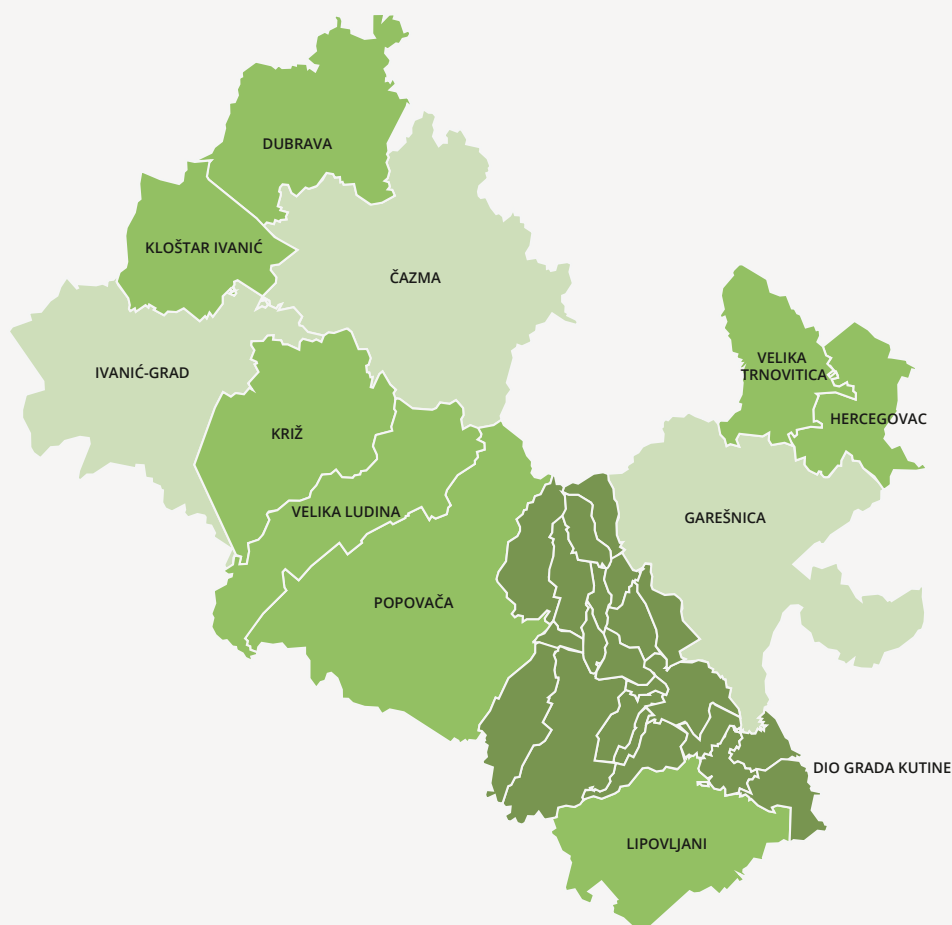 DUBRAVA
KLOŠTAR IVANIĆ
ČAZMA
IVANIĆ-GRAD
VELIKA
TRNOVITICA
HERCEGOVAC
KRIŽ
VELIKA LUDINA
GAREŠNICA
POPOVAČA
DIO GRADA KUTINE
LIPOVLJANI